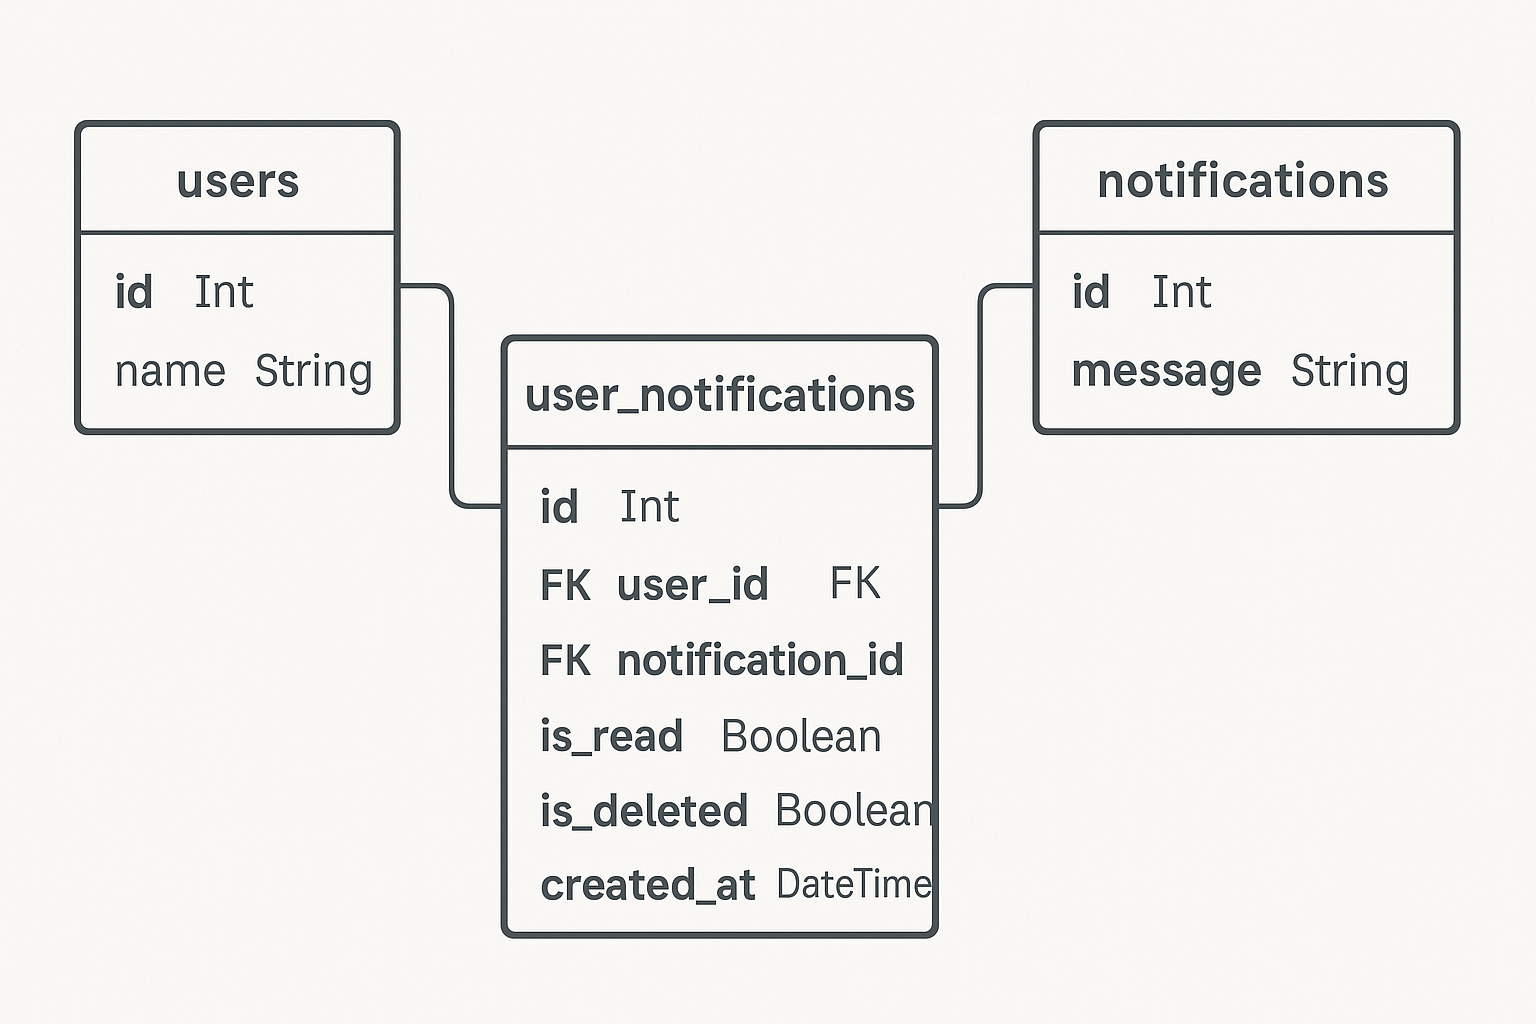 users
id Int
name String
notifications
id Int
message String
user_notifications
id Int
FK user_id FK
FK notification_id
is_read Boolean
is_deleted Boolean
created_at DateTime